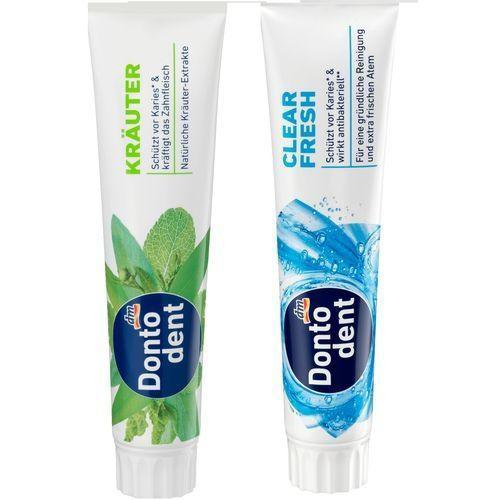 KRÄUTER
Schützt vor Karies* &
kräftigt das Zahnfleisch
Natürliche Kräuter-Extrakte
dm
Donto
dent
CLEAR
FRESH
Schützt vor Karies* &
wirkt antibakteriell**
Für eine gründliche Reinigung
und extra frischen Atem
dm
Donto
dent